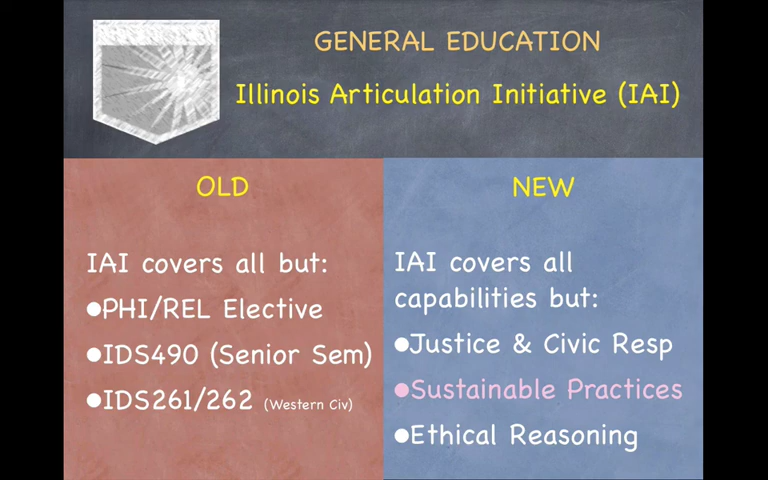 GENERAL EDUCATION
Illinois Articulation Initiative (IAI)
OLD
IAI covers all but:
●PHI/REL Elective
●IDS490 (Senior Sem)
●IDS261/262 (Western Civ)
NEW
IAI covers all
capabilities but:
●Justice & Civic Resp
●Sustainable Practices
●Ethical Reasoning